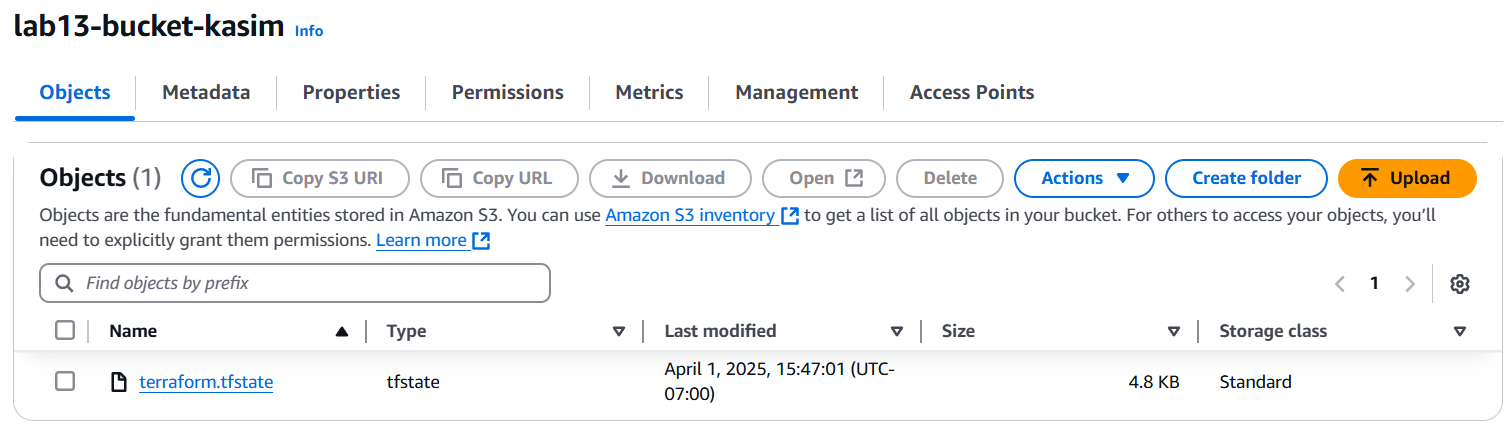 lab13-bucket-kasim Info
Objects Metadata Properties Permissions Metrics Management Access Points
Objects (1) Copy S3 URI Copy URL Download Open Delete Actions Create folder Upload
Objects are the fundamental entities stored in Amazon S3. You can use Amazon S3 inventory to get a list of all objects in your bucket. For others to access your objects, you’ll
need to explicitly grant them permissions. Learn more
Find objects by prefix 1
Name Type Last modified Size Storage class
terraform.tfstate tfstate April 1, 2025, 15:47:01 (UTC- 4.8 KB Standard
07:00)